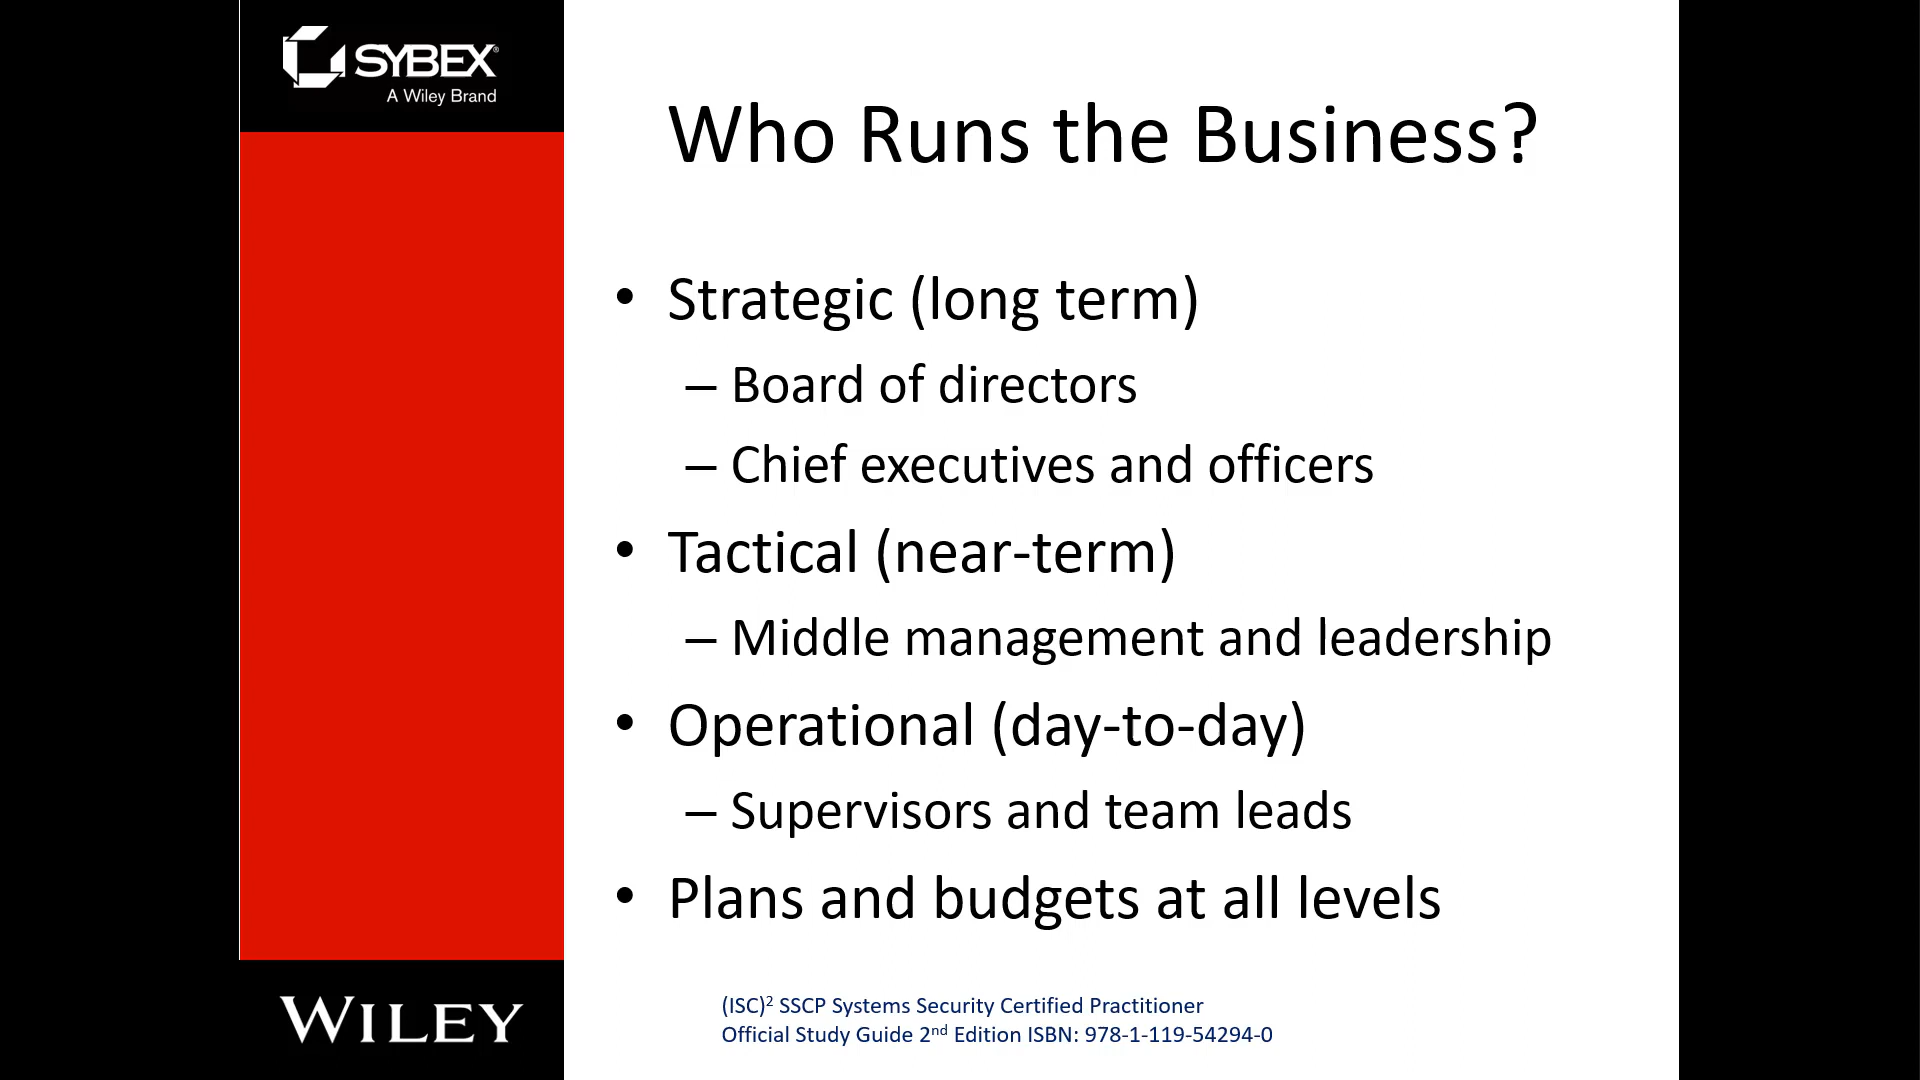 SYBEX®
A Wiley Brand
Who Runs the Business?
• Strategic (long term)
– Board of directors
– Chief executives and officers
• Tactical (near-term)
– Middle management and leadership
• Operational (day-to-day)
– Supervisors and team leads
• Plans and budgets at all levels
WILEY
(ISC)² SSCP Systems Security Certified Practitioner
Official Study Guide 2nd Edition ISBN: 978-1-119-54294-0